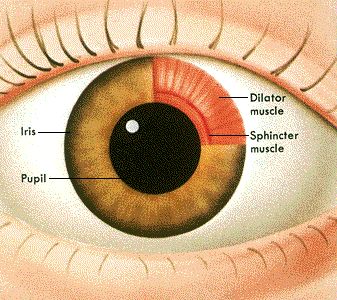 Dilator
muscle
Iris
Sphincter
muscle
Pupil